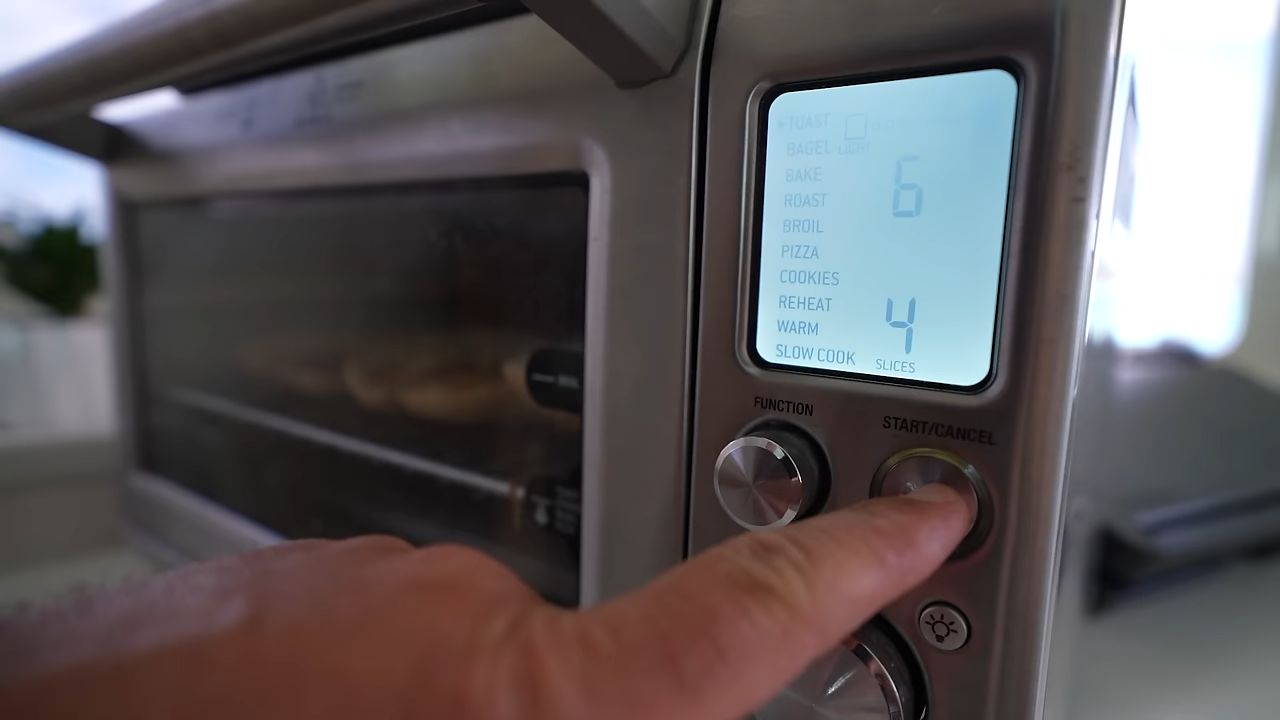 TOAST
BAGEL LIGHT
BAKE
6
ROAST
BROIL
PIZZA
COOKIES
REHEAT
4
WARM
SLOW COOK SLICES
FUNCTION
START/CANCEL